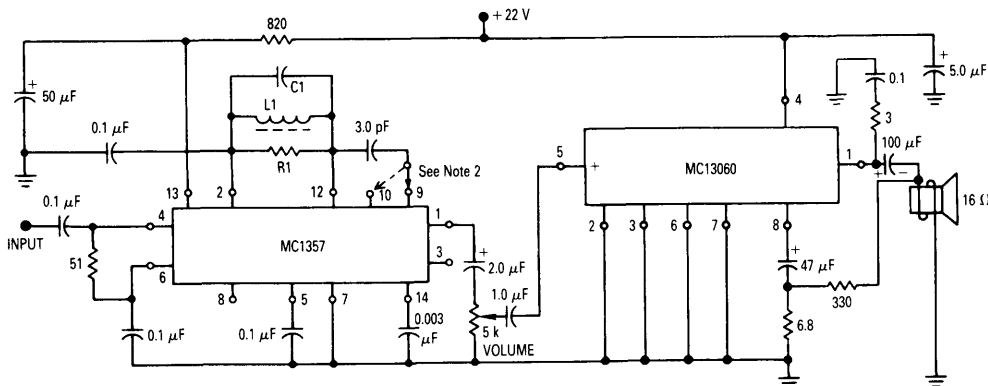 + 22 V
820
50 µF
C1
L1
R1
0.1 µF
3.0 pF
See Note 2
13
2
12
10
9
0.1 µF
INPUT
4
51
6
MC1357
1
3
2.0 µF
8
5
7
14
0.1 µF
0.1 µF
0.003
µF
5 k
VOLUME
1.0 µF
5
+
MC13060
4
1
2
3
6
7
8
0.1
3
5.0 µF
100 µF
16 Ω
47 µF
330
6.8